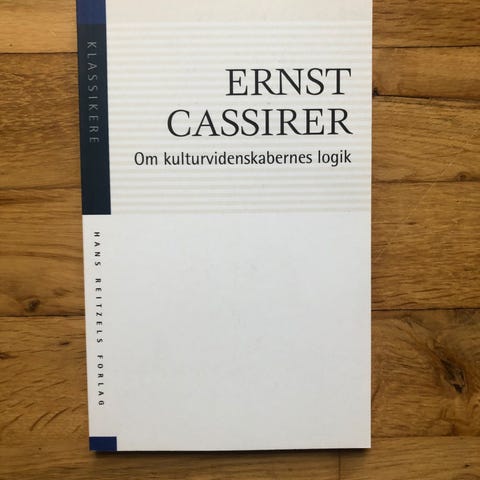 KLASSIKERE
ERNST
CASSIRER
Om kulturvidenskabernes logik
HANS REITZELS FORLAG